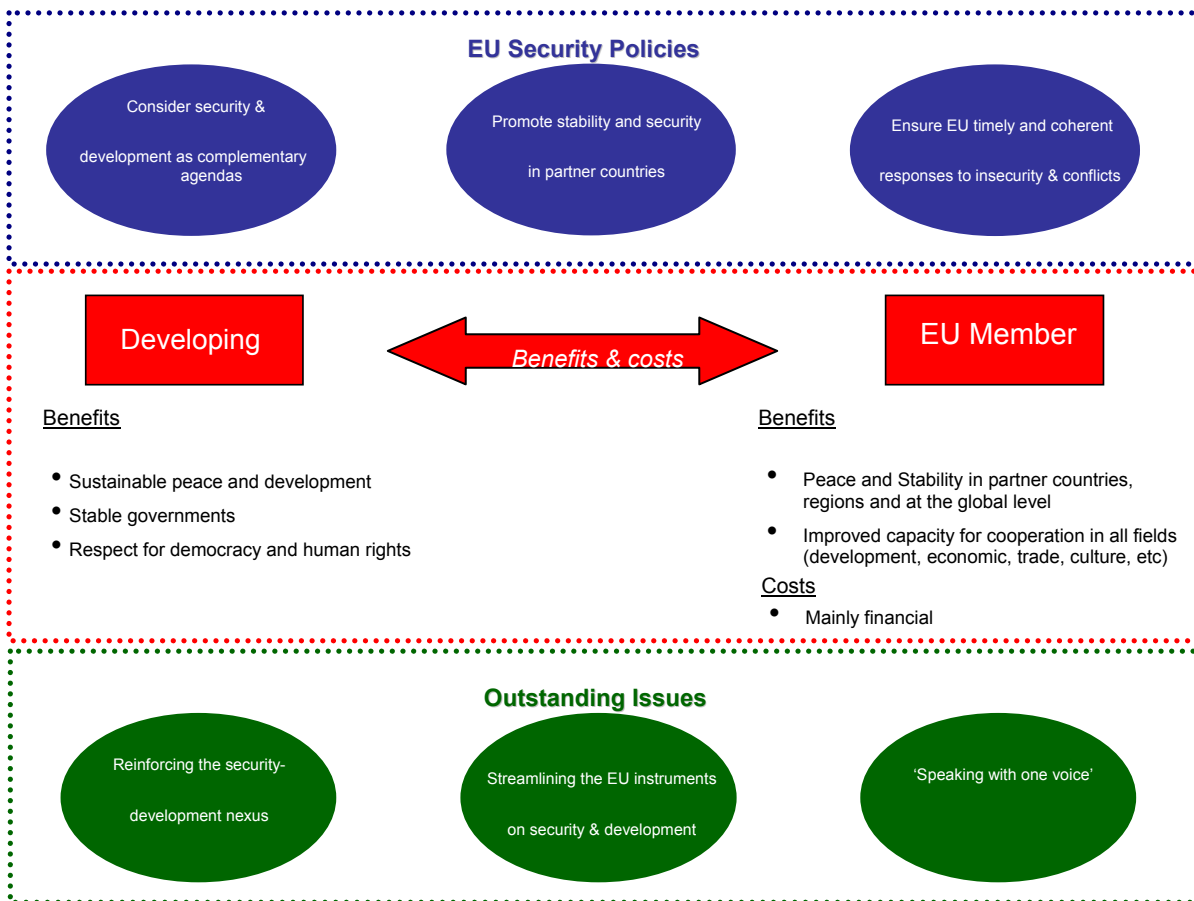 EU Security Policies
Consider security &
development as complementary
agendas
Promote stability and security
in partner countries
Ensure EU timely and coherent
responses to insecurity & conflicts
Developing
Benefits & costs
EU Member
Benefits
• Sustainable peace and development
• Stable governments
• Respect for democracy and human rights
Benefits
• Peace and Stability in partner countries,
regions and at the global level
• Improved capacity for cooperation in all fields
(development, economic, trade, culture, etc)
Costs
• Mainly financial
Outstanding Issues
Reinforcing the security-
development nexus
Streamlining the EU instruments
on security & development
‘Speaking with one voice’